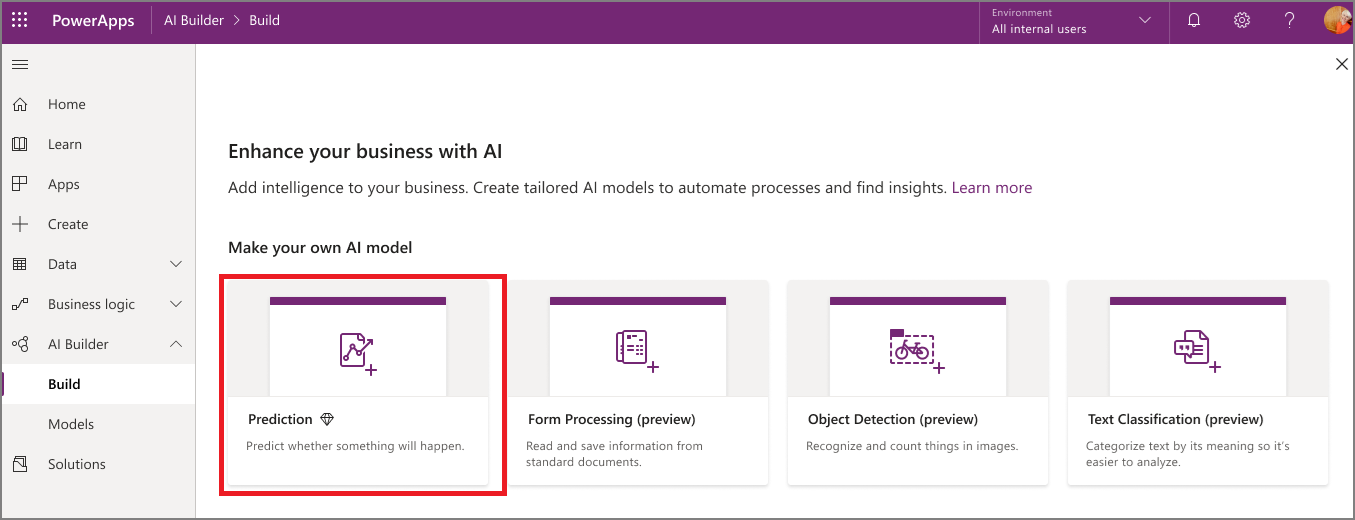 PowerApps
AI Builder > Build
Environment
All internal users
?
Home
Learn
Apps
Create
Data
Business logic
AI Builder
Build
Models
Solutions
Enhance your business with AI
Add intelligence to your business. Create tailored AI models to automate processes and find insights. Learn more
Make your own AI model
Prediction
Predict whether something will happen.
Form Processing (preview)
Read and save information from
standard documents.
Object Detection (preview)
Recognize and count things in images.
Text Classification (preview)
Categorize text by its meaning so it's
easier to analyze.